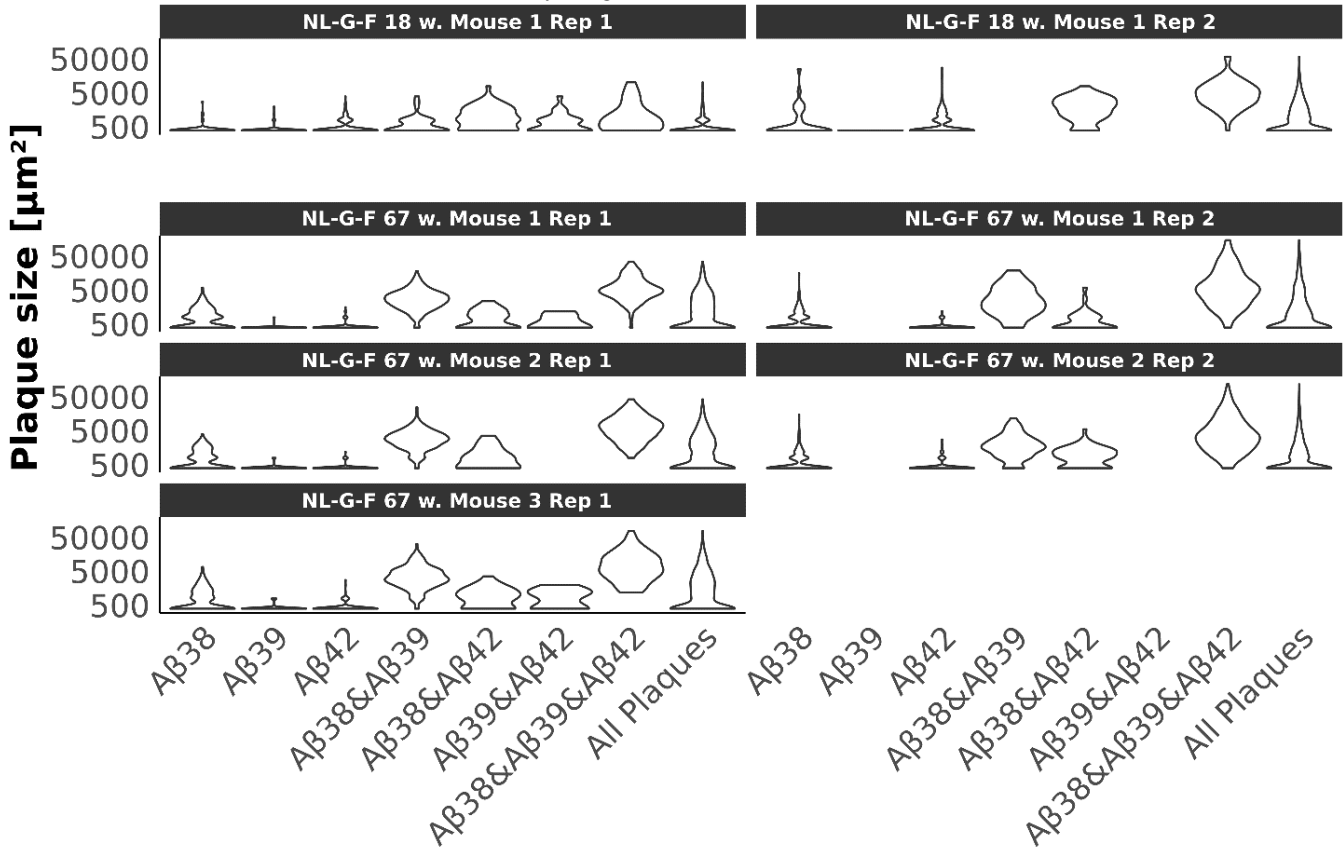 NL-G-F 18 w. Mouse 1 Rep 1
NL-G-F 18 w. Mouse 1 Rep 2
50000
5000
500
Plaque size [µm²]
NL-G-F 67 w. Mouse 1 Rep 1
NL-G-F 67 w. Mouse 1 Rep 2
50000
5000
500
NL-G-F 67 w. Mouse 2 Rep 1
NL-G-F 67 w. Mouse 2 Rep 2
50000
5000
500
NL-G-F 67 w. Mouse 3 Rep 1
50000
5000
500
Aβ38
Aβ39
Aβ42
Aβ38&Aβ39
Aβ38&Aβ42
Aβ39&Aβ42
Aβ38&Aβ39&Aβ42
All Plaques
Aβ38
Aβ39
Aβ42
Aβ38&Aβ39
Aβ38&Aβ42
Aβ39&Aβ42
Aβ38&Aβ39&Aβ42
All Plaques